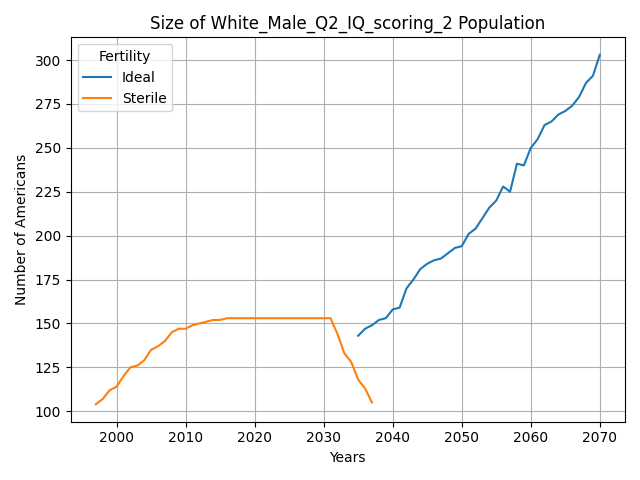 Size of White_Male_Q2_IQ_scoring_2 Population
Number of Americans
300
275
250
225
200
175
150
125
100
Fertility
Ideal
Sterile
2000 2010 2020 2030 2040 2050 2060 2070
Years